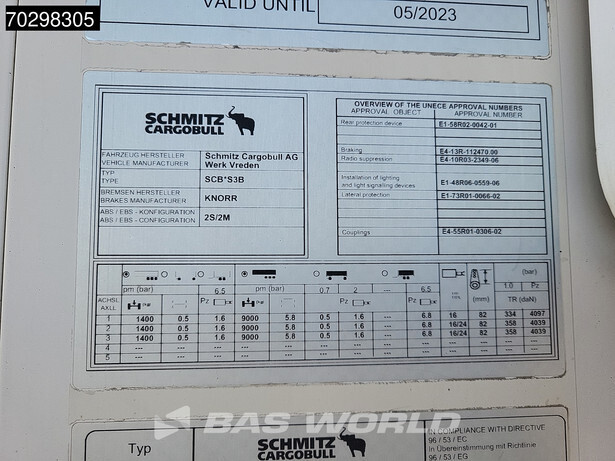 70298305
VALID UNTIL 05/2023
SCHMITZ
CARGOBULL
FAHRZEUG HERSTELLER
VEHICLE MANUFACTURER
Schmitz Cargobull AG
Werk Vreden
TYP
TYPE
SCB*S3B
BREMSEN HERSTELLER
BRAKES MANUFACTURER
KNORR
ABS / EBS - KONFIGURATION
ABS / EBS - CONFIGURATION
2S/2M
OVERVIEW OF THE UNECE APPROVAL NUMBERS
APPROVAL OBJECT APPROVAL NUMBER
Rear protection device E1-58R02-0042-01
Braking E4-13R-112470.00
Radio suppression E4-10R03-2349-06
Installation of lighting
and light signalling devices E1-48R06-0559-06
Lateral protection E1-73R01-0066-02
Couplings E4-55R01-0306-02
pm (bar) 6.5 pm (bar) 0.7 2 --- 6.5 (bar) 1.0 Pz
ACHSE
AXLE Pz Pz (mm) TR (daN)
1 1400 0.5 1.6 9000 5.8 0.5 1.6 6.8 16 82 334 4097
2 1400 0.5 1.6 9000 5.8 0.5 1.6 6.8 16/24 82 358 4039
3 1400 0.5 1.6 9000 5.8 0.5 1.6 6.8 16/24 82 358 4039
4 --- --- --- --- --- --- --- --- --- --- --- ---
5 --- --- --- --- --- --- --- --- --- --- --- ---
BAS WORLD
Typ
SCHMITZ
CARGOBULL
IN COMPLIANCE WITH DIRECTIVE
96 / 53 / EC
In Übereinstimmung mit Richtlinie
96 / 53 / EG